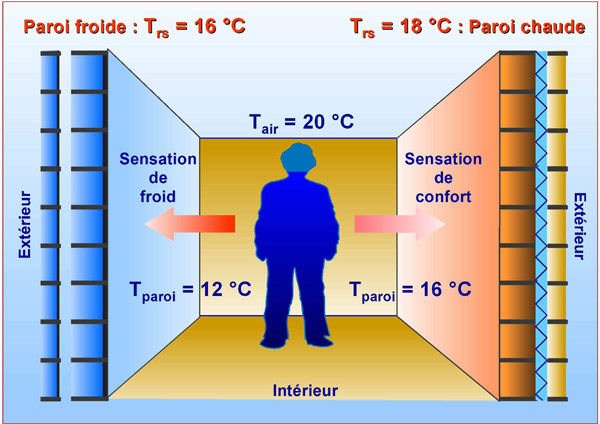 Paroi froide : Trs = 16 °C
Trs = 18 °C : Paroi chaude
Tair = 20 °C
Sensation
de
froid
Sensation
de
confort
Extérieur
Extérieur
Tparoi = 12 °C
Tparoi = 16 °C
Intérieur